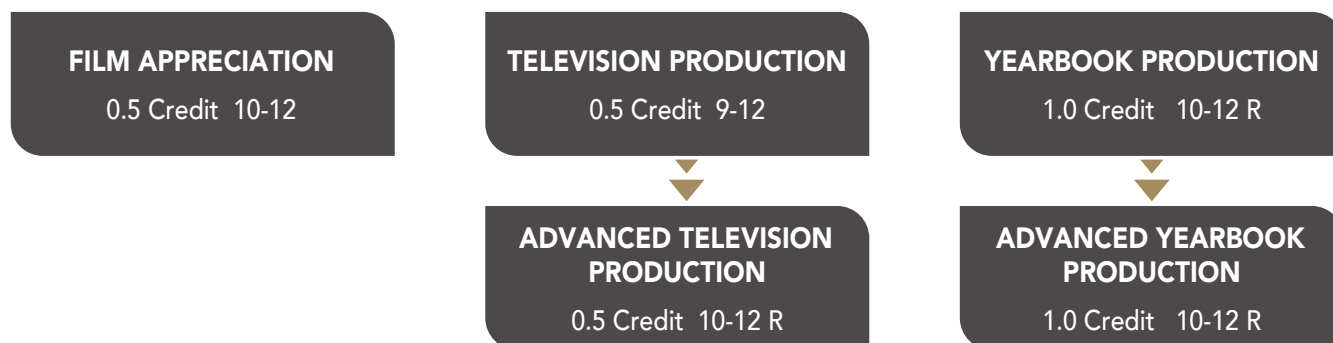 FILM APPRECIATION
0.5 Credit  10-12
TELEVISION PRODUCTION
0.5 Credit  9-12
YEARBOOK PRODUCTION
1.0 Credit   10-12 R
ADVANCED TELEVISION
PRODUCTION
0.5 Credit  10-12 R
ADVANCED YEARBOOK
PRODUCTION
1.0 Credit   10-12 R